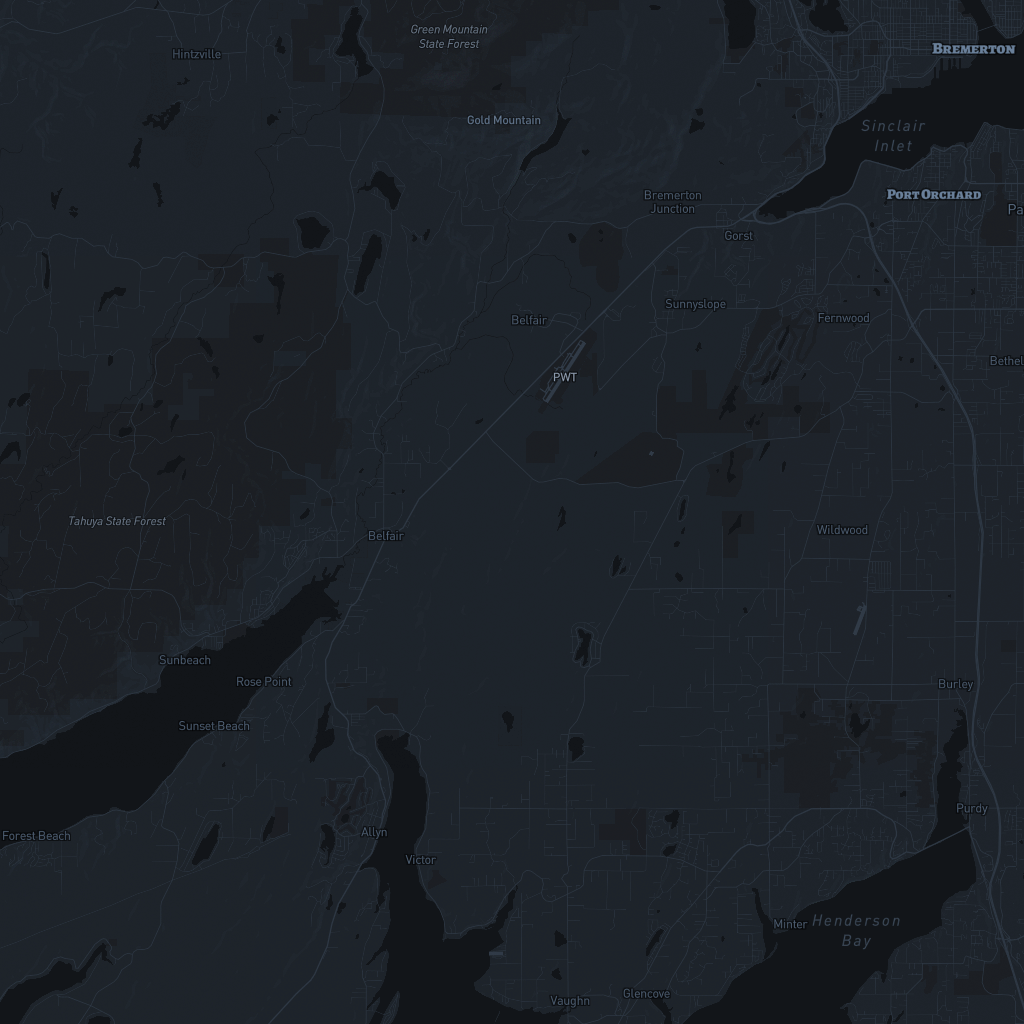 Green Mountain
State Forest
Hintzville
BREMERTON
Gold Mountain
Sinclair
Inlet
Bremerton
Junction
PORT ORCHARD
Pa
Gorst
Sunnyslope
Belfair
Fernwood
Bethel
PWT
Tahuya State Forest
Wildwood
Belfair
Sunbeach
Rose Point
Burley
Sunset Beach
Purdy
Forest Beach
Allyn
Victor
Minter
Henderson
Bay
Glencove
Vaughn